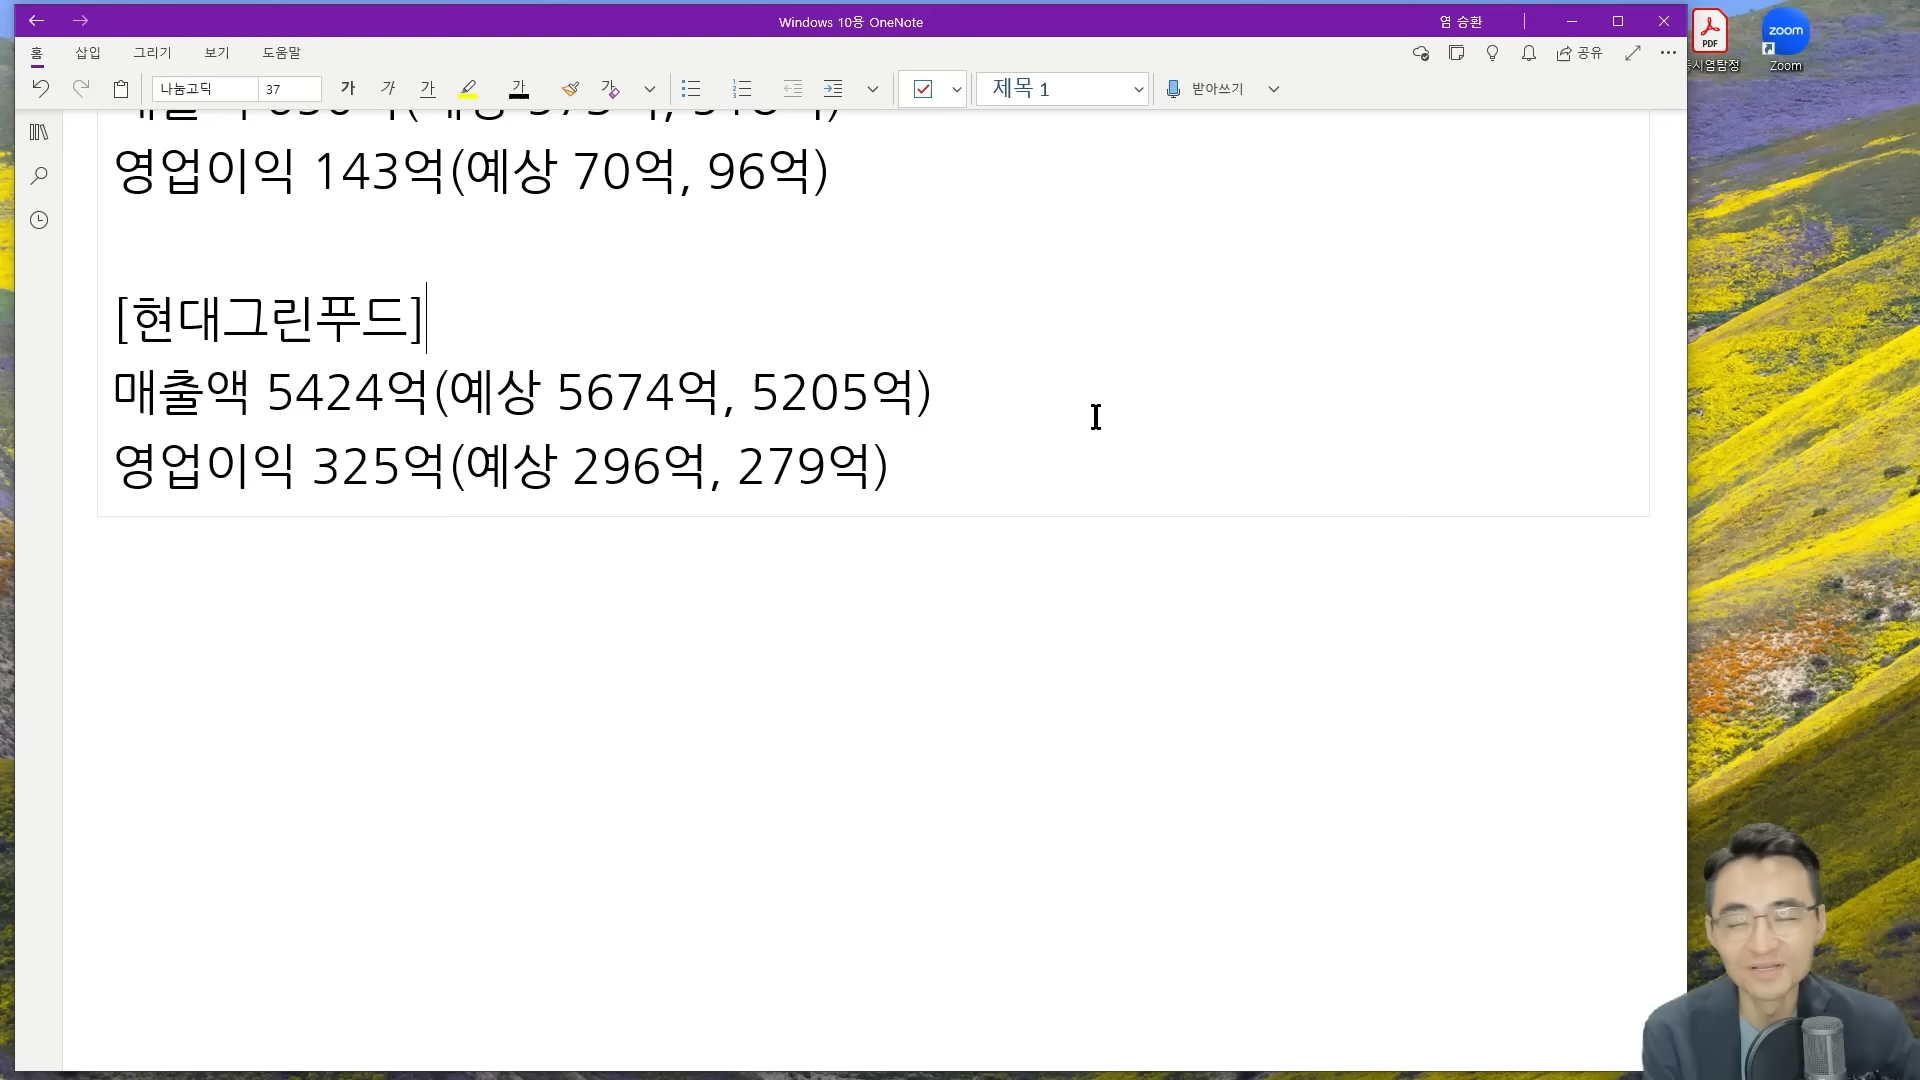 Windows 10용 OneNote
염 승환
홈 삽입 그리기 보기 도움말
공유
나눔고딕 37 가 가 가 가 제목 1 받아쓰기
영업이익 143억(예상 70억, 96억)
[현대그린푸드]
매출액 5424억(예상 5674억, 5205억)
영업이익 325억(예상 296억, 279억)
PDF
zoom
Zoom